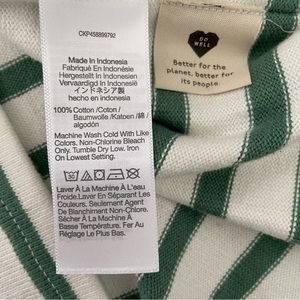 CKP458899792
Made In Indonesia
Fabriqué En Indonésie
Hergestellt In
Indonesien
インドネシア製
hecho en indonesia
100% Cotton /Coton /
Baumwolle /Katoen /綿 /
algodón
Machine Wash Cold With Like
Colors. Non-Chlorine Bleach
Only. Tumble Dry Low. Iron
On Lowest Setting.
Laver À La Machine À L'eau
Froide.Laver En Séparant Les
Couleurs. Seulement Agent
De Blanchiment Non-Chlore.
Sécher À La Machine À
Basse Température. Fer Au
Réglage Le Plus Bas.
DO
WELL
Better for the
planet, better for
its people.